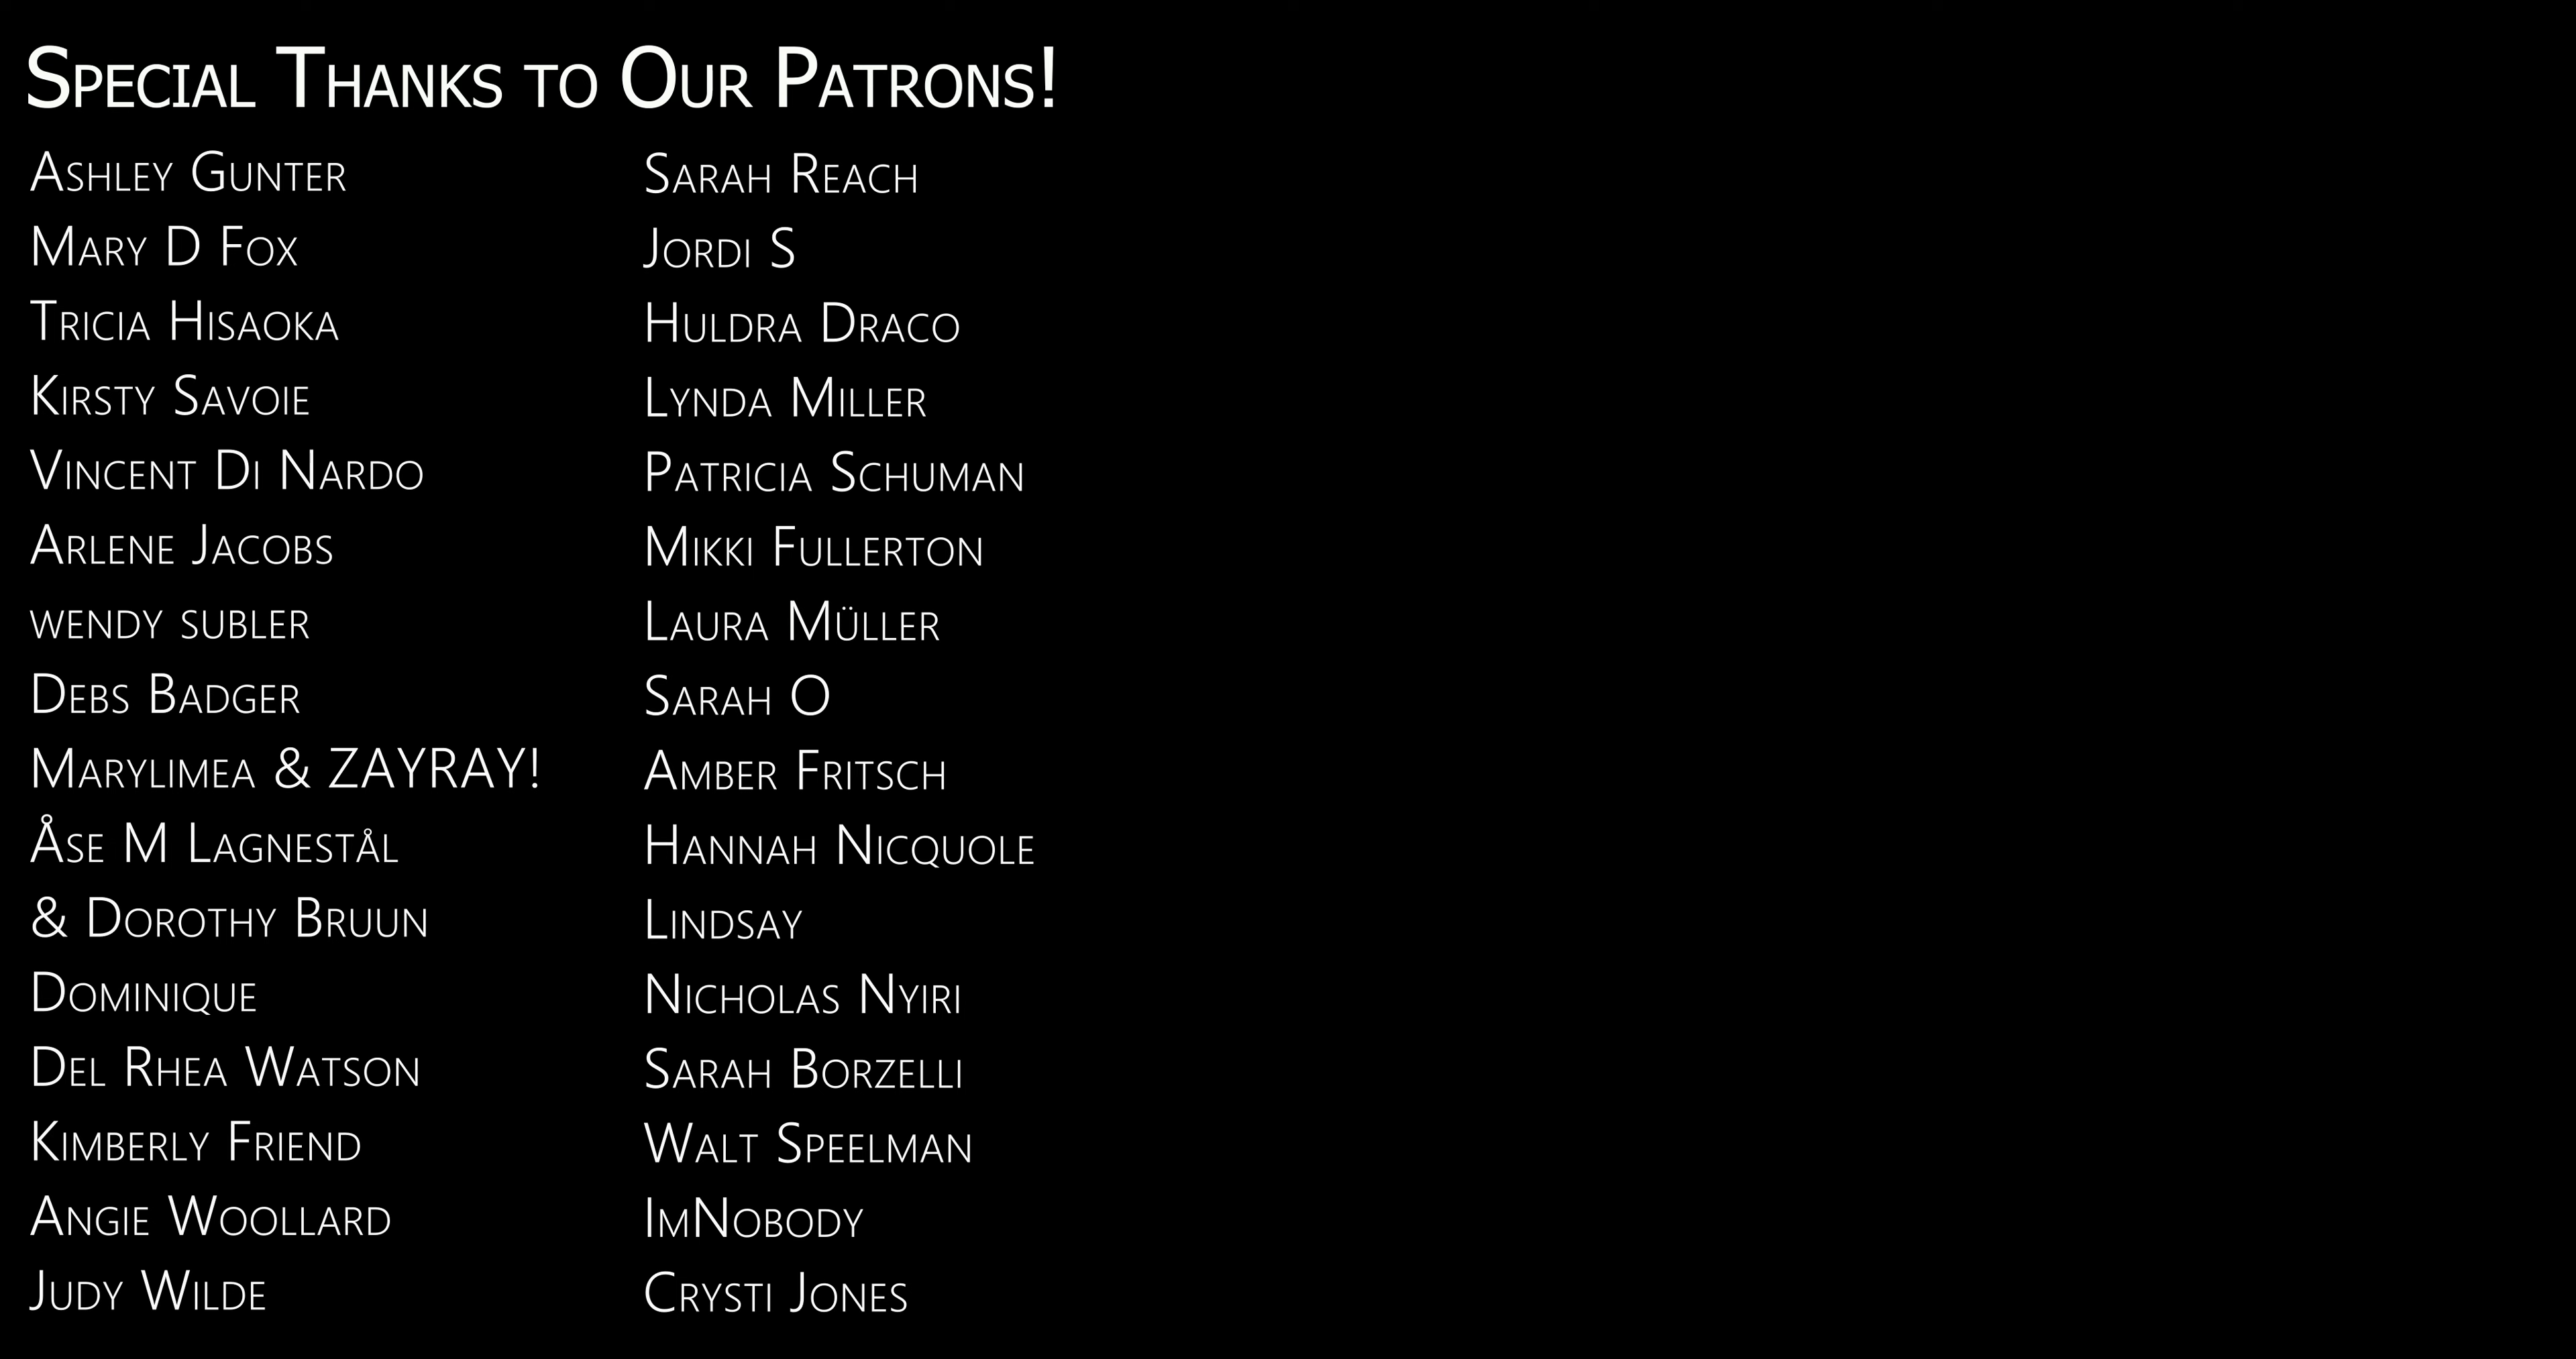 Special Thanks to Our Patrons!
Ashley Gunter
Mary D Fox
Tricia Hisaoka
Kirsty Savoie
Vincent Di Nardo
Arlene Jacobs
wendy subler
Debs Badger
Marylimea & ZAYRAY!
Åse M Lagnestål
& Dorothy Bruun
Dominique
Del Rhea Watson
Kimberly Friend
Angie Woollard
Judy Wilde
Sarah Reach
Jordi S
Huldra Draco
Lynda Miller
Patricia Schuman
Mikki Fullerton
Laura Müller
Sarah O
Amber Fritsch
Hannah Nicquole
Lindsay
Nicholas Nyiri
Sarah Borzelli
Walt Speelman
ImNobody
Crysti Jones